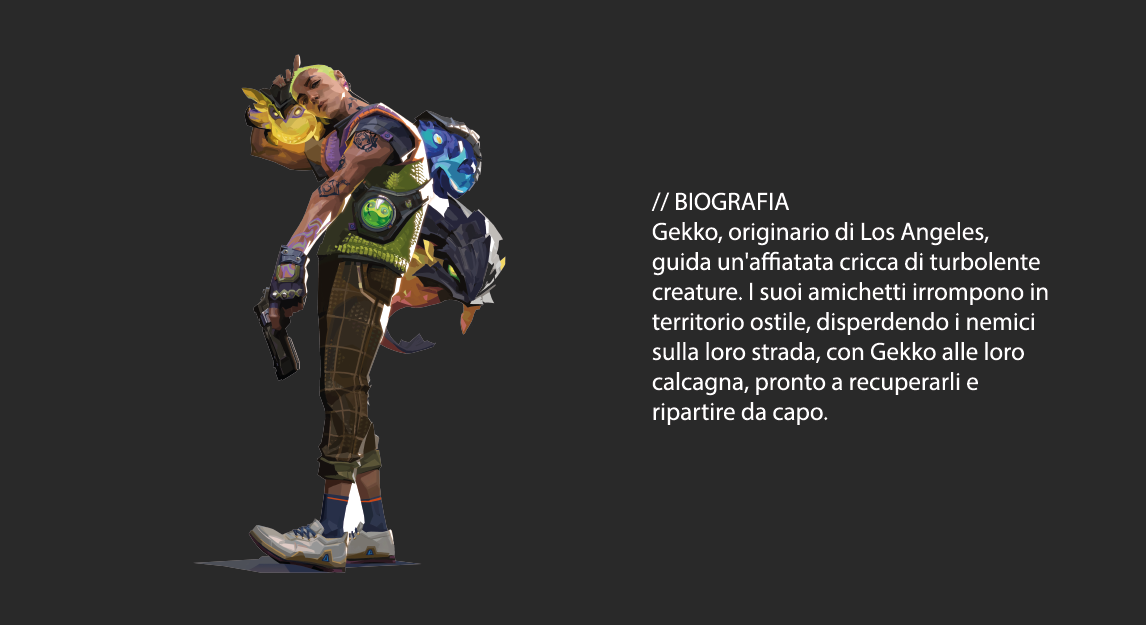 // BIOGRAFIA
Gekko, originario di Los Angeles,
guida un'affiatata cricca di turbolente
creature. I suoi amichetti irrompono in
territorio ostile, disperdendo i nemici
sulla loro strada, con Gekko alle loro
calcagna, pronto a recuperarli e
ripartire da capo.